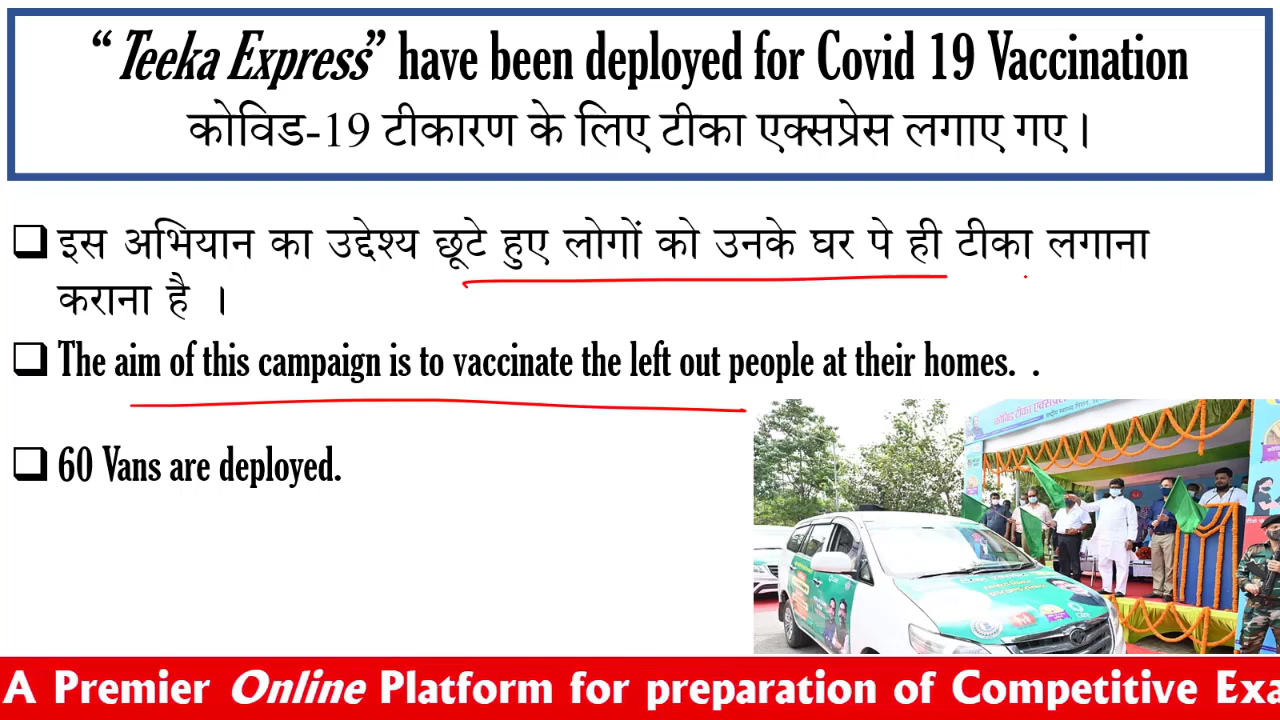 “Teeka Express” have been deployed for Covid 19 Vaccination
कोविड-19 टीकारण के लिए टीका एक्सप्रेस लगाए गए।
इस अभियान का उद्देश्य छूटे हुए लोगों को उनके घर पे ही टीका लगाना
कराना है ।
The aim of this campaign is to vaccinate the left out people at their homes. .
60 Vans are deployed.
A Premier Online Platform for preparation of Competitive Exa